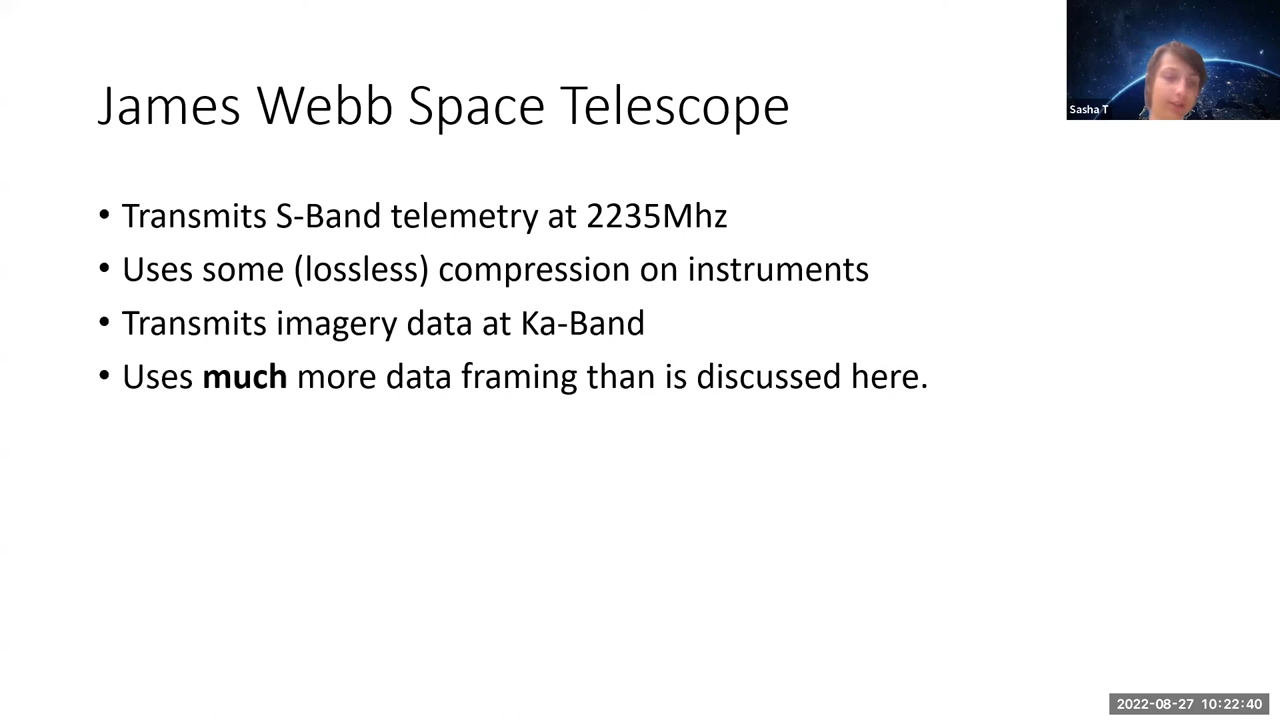 James Webb Space Telescope
Sasha T
• Transmits S-Band telemetry at 2235Mhz
• Uses some (lossless) compression on instruments
• Transmits imagery data at Ka-Band
• Uses much more data framing than is discussed here.
2022-08-27 10:22:40